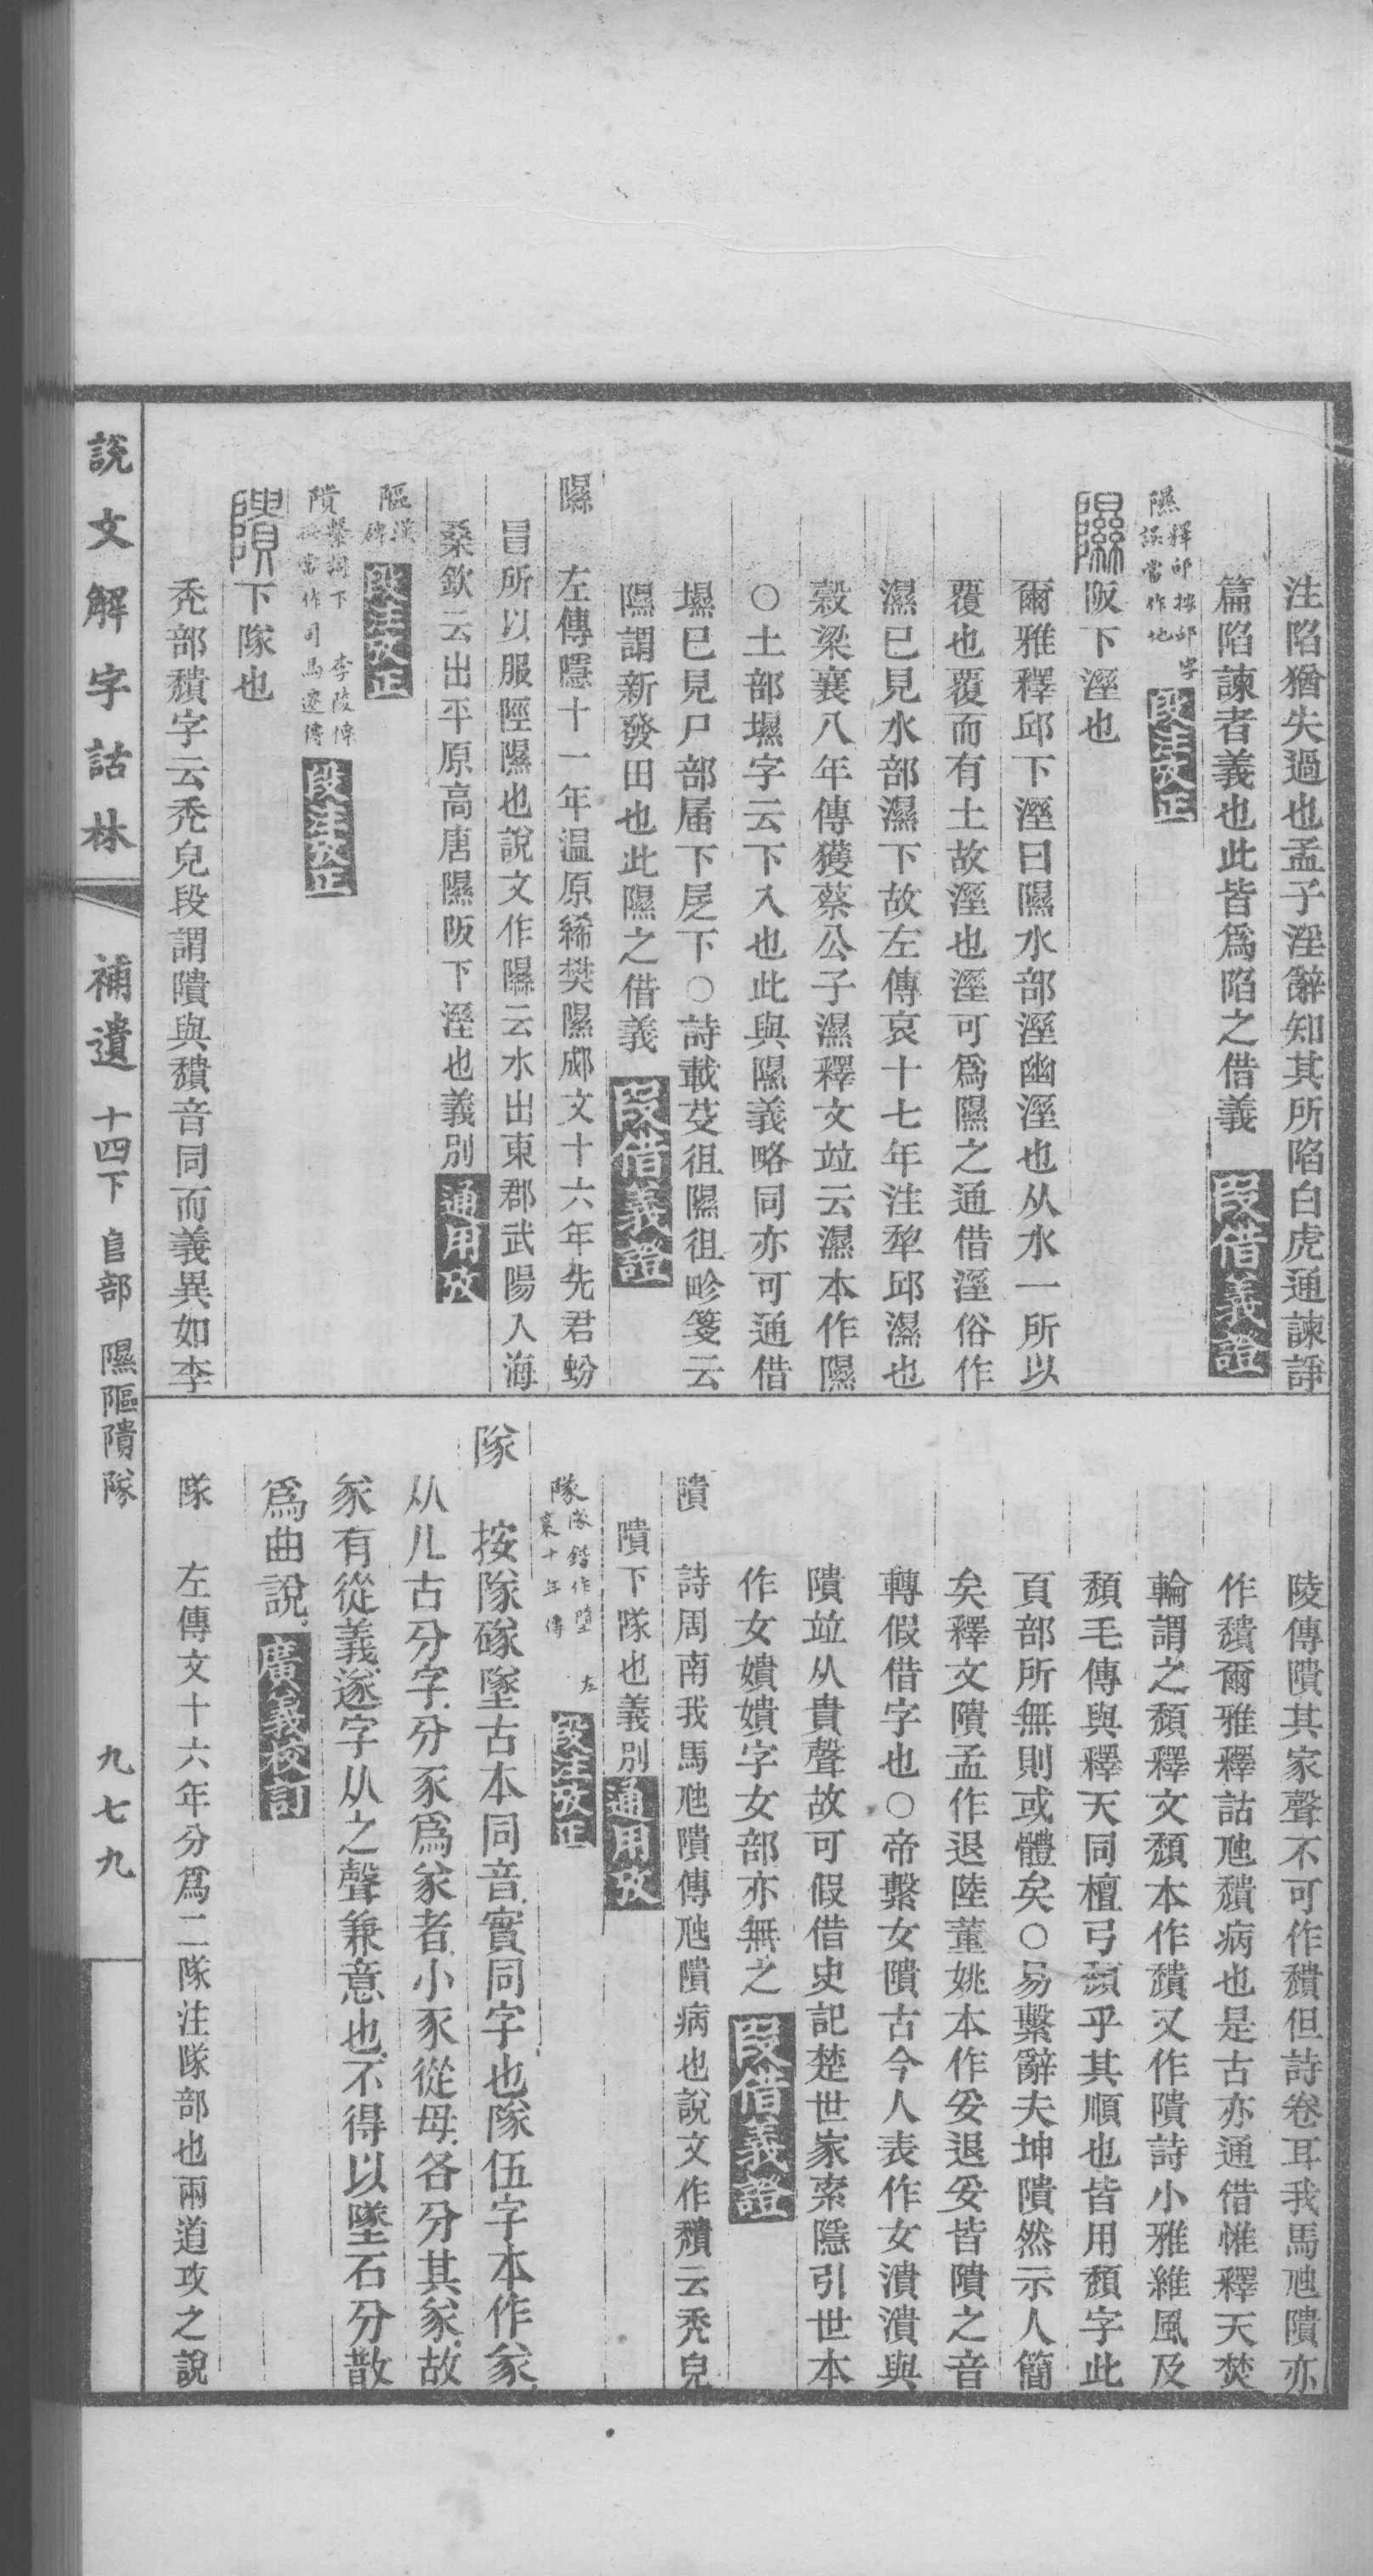 注陷猶失過也孟子淫辭知其所陷白虎通諫諍
篇陷諫者義也此皆爲陷之借義 叚借義證
隰 釋邱按邱字誤當作地 段注攷正
隰 阪下溼也
爾雅釋邱下溼曰隰水部溼幽溼也从水一所以
覆也覆而有土故溼也溼可爲隰之通借溼俗作
濕已見水部濕下故左傳哀十七年注犂邱濕也
穀梁襄八年傳獲蔡公子濕釋文竝云濕本作隰
○土部㙷字云下入也此與隰義略同亦可通借
㙷已見尸部届下㞋下○詩載芟徂隰徂畛箋云
隰謂新發田也此隰之借義 叚借義證
隰 左傳隱十一年温原絺樊隰郕文十六年先君蚡
冒所以服陘隰也說文作隰云水出東郡武陽入海
桑欽云出平原高唐隰阪下溼也義別 通用攷
䧢 漢碑 段注攷正
隤 繫詞下 李陵傳 當作司馬遷傳 段注攷正
隤 下隊也
禿部穨字云禿皃段謂隤與穨音同而義異如李
陵傳隤其家聲不可作穨但詩卷耳我馬虺隤亦
作穨爾雅釋詁虺穨病也是古亦通借惟釋天焚
輪謂之頹釋文頹本作穨又作隤詩小雅維風及
頹毛傳與釋天同檀弓頹乎其順也皆用頹字此
頁部所無則或體矣○易繫辭夫坤隤然示人簡
矣釋文隤孟作退陸董姚本作妥退妥皆隤之音
轉假借字也○帝繫女隤古今人表作女潰潰與
隤竝从貴聲故可假借史記楚世家索隱引世本
作女嬇嬇字女部亦無之 叚借義證
隤 詩周南我馬虺隤傳虺隤病也說文作穨云禿皃
隤下隊也義別 通用攷
隊 隊鍇作墮 左襄十年傳 段注攷正
隊 按隊磙墜古本同音實同字也隊伍字本作㒸
从八古分字分豕爲㒸者小豕從母各分其㒸故
㒸有從義遂字从之聲兼意也不得以墜石分散
爲曲說 廣義校訂
隊 左傳文十六年分爲二隊注隊部也兩道攻之說
說文解字詁林 補遺 十四下 𨸏部 隰䧢隤隊 九七九